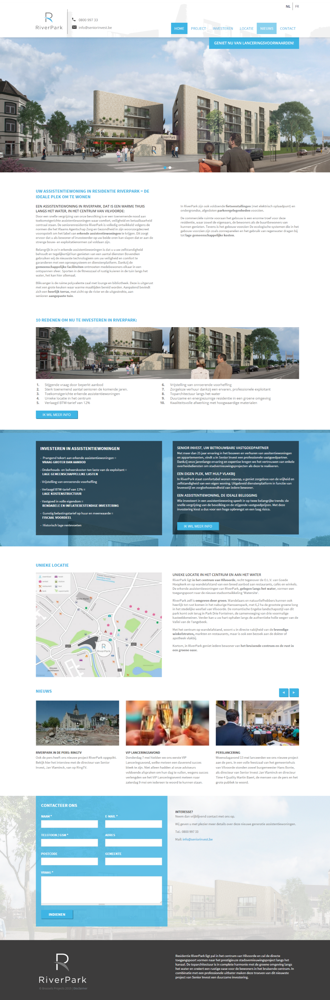 NL FR
RiverPark
0800 997 33
info@seniorinvest.be
HOME PROJECT INVESTEREN LOCATIE NIEUWS CONTACT
GENIET NU VAN LANCERINGSVOORWAARDEN!
River Park
R
UW ASSISTENTIEWONING IN RESIDENTIE RIVERPARK = DE
IDEALE PLEK OM TE WONEN
EEN ASSISTENTIEWONING IN RIVERPARK, DAT IS EEN WARME THUIS
LANGS HET WATER, IN HET CENTRUM VAN VILVOORDE:
Door een snelle vergrijzing van onze bevolking is er een toenemende nood aan
toekomstgerichte assistentiewoningen waar comfort, veiligheid en betaalbaarheid
centraal staan. De seniorenresidentie RiverPark is volledig ontwikkeld volgens de
normen die het Vlaams Agentschap Zorg en Gezondheid in zijn woonzorgdecreet
vooropstelt om het label van erkende assistentiewoningen te krijgen. Dit zorgt
ervoor dat u als bewoner of investeerder op uw beide oren kan slapen dat er aan de
strenge bouw- en exploitatienormen zal voldaan zijn.
Belangrijk in zo'n erkende assistentiewoningen is dat u u uw zelfstandigheid
behoudt en tegelijkertijd kan genieten van een aantal diensten Bovendien
gebruiken wij de nieuwste technologieën om uw veiligheid en comfort te
garanderen met een oproepsysteem en dienstenplatform. Dankzij de
gemeenschappelijke faciliteiten ontmoeten medebewoners elkaar in een
ontspannen sfeer. Sporten in de fitnesszaal of rustig kuieren in de tuin langs het
water, het kan hier allemaal.
Blikvanger is de ruime polyvalente zaal met lounge en bibliotheek. Deze is uitgerust
met een grote keuken waar warme maaltijden bereid worden. Aanpalend bevindt
zich een heerlijk terras, met zicht op de rivier en de uitgestrekte, aan
senioren aangepaste tuin.
In RiverPark zijn ook voldoende fietsenstallingen (met elektrisch oplaadpunt) en
ondergrondse, afgesloten parkeergelegenheden voorzien.
De commerciële ruimte vooraan het gebouw is een enorme troef voor deze
residentie, waar zowel de eigenaars, de bewoners als de buurtbewoners van
kunnen genieten. Tevens is het gebouw voorzien De ecologische systemen die in het
gebouw voorzien zijn zoals zonnepanelen en het gebruik van regenwater dragen bij
tot lage gemeenschappelijke kosten.
10 REDENEN OM NU TE INVESTEREN IN RIVERPARK:
1. Stijgende vraag door beperkt aanbod
2. Sterk toenemend aantal senioren de komende jaren.
3. Toekomstgerichte erkende assistentiewoningen
4. Unieke locatie in het centrum
5. Verlaagd BTW-tarief van 12%
6. Vrijstelling van onroerende voorheffing
7. Zorgeloze verhuur dankzij een ervaren, professionele exploitant
8. Toparchitectuur langs het water
9. Duurzame en energiezuinige residentie in een groene omgeving
10. Kwaliteitsvolle afwerking met hoogwaardige materialen
IK WIL MEER INFO
INVESTEREN IN ASSISTENTIEWONINGEN
- Prangend tekort aan erkende assistentiewoningen =
VRAAG GROTER DAN AANBOD
- Onderhouds- en beheerskosten ten laste van de exploitant =
LAGE GEMEENSCHAPPELIJKE LASTEN
- Vrijstelling van onroerende voorheffing
- Verlaagd BTW-tarief van 12% =
LAGE KOSTENSTRUCTUUR
- Vastgoed in volle eigendom =
RENDABELE EN INFLATIEBESTENDIGE INVESTERING
- Gunstig belastingstarief op huur en meerwaarde =
FISCAAL VOORDEEL
- Historisch lage rentevoeten
SENIOR INVEST, UW BETROUWBARE VASTGOEDPARTNER
Met meer dan 25 jaar ervaring in het bouwen en verhuren van assitentiewoningen
en appartementen, vindt u in Senior Invest een professionele vastgoedpartner.
Dankzij onze jarenlange ervaring en expertise kregen we het vertrouwen van enkele
overheidsdiensten om stadsvernieuwingsprojecten als deze te realiseren.
EEN EIGEN PLEK, MET HULP VLAKBIJ
In RiverPark staat comfortabel wonen voorop, u geniet zorgeloos van de vrijheid en
zelfstandigheid van een eigen woning. Uitgebreid dienstenplatform in functie van
levensstijl en zorgbehoevendheid van iedere bewoner.
EEN ASSISTENTIEWONING, DE IDEALE BELEGGING
Wie investeert in een assistentiewoning speelt in op twee belangrijke trends: de
snelle vergrijzing van de bevolking en de stijgende vastgoedprijzen. Met deze
investering kiest u dus voor een hoge opbrengst en een laag risico.
IK WIL MEER INFO
UNIEKE LOCATIE
zwembad hotel
winkel station
restaurant bus
kerk supermarkt
Grote Markt
RiverPark
Nieuwe
Jachthaven
UNIEKE LOCATIE IN HET CENTRUM EN AAN HET WATER
RiverPark ligt in het centrum van Vilvoorde, recht tegenover de O.L.V. van Goede
Hoopkerk en op wandelafstand van een breed aanbod aan restaurants, cafés en winkels.
De erkende assistentiewoningen van RiverPark, gelegen langs het water, vormen een
toegangspoort naar de nieuwe stadsontwikkeling 'Watersite'.
RiverPark zelf is omgeven door groen. Wandelaars en natuurliefhebbers kunnen ook
heerlijk tot rust komen in het naburige Hanssenspark, met 6,2 ha de grootste groene long
in het stedelijke weefsel van Vilvoorde. De romantische Engelse landschapsstijl van dit
park komt ook terug in Park Drie Fonteinen, de samenvoeging van drie voormalige
kasteeldomeinen. Verder kan u uw hart ophalen langs de authentieke holle wegen van de
Vallei van de Tangebeek.
Met het centrum op wandelafstand, woont u in directe nabijheid van de levendige
winkelstraten, markten en restaurants, maar is ook een bezoek aan de dokter of
apotheek vlakbij.
Kortom, in RiverPark geniet iedere bewoner van het bruisende centrum en de rust in
een groene oase.
NIEUWS
RIVERPARK IN DE PERS: RINGTV
Ook de pers heeft ons nieuwe project RiverPark opgepikt.
Bekijk hier het interview met de directeur van Senior
Invest, Jan Vlaminck, van op RingTV.
VIP LANCERINGSAVOND
Donderdag 7 mei hielden we ons eerste VIP
Lanceringsavond, welke meteen een daverend succes
bleek te zijn. Niet alleen hadden al onze adviseurs
voldoende afspraken om hun dag te vullen, wegens succes
verlengden we het VIP Lanceringsevent meteen naar
zaterdag 9 mei om iedereen te woord te kunnen staan.
PERSLANCERING
Woensdagavond 13 mei lanceerden we ons nieuwe project
aan de pers. In een volle feestzaal van het gemeentehuis
van Vilvoorde stonden zowel burgemeester Hans Bonte,
als directeur van Senior Invest Jan Vlaminck en directeur
Time 4 Quality Martin Baert, de mensen van de pers en het
grote publiek te woord.
CONTACTEER ONS
NAAM * E-MAIL *
TELEFOON / GSM * ADRES
POSTCODE GEMEENTE
VRAAG *
INDIENEN
INTERESSE?
Neem dan vrijblijvend contact met ons op.
Wij geven u met plezier meer details over deze nieuwe generatie assistentiewoningen.
Tel.: 0800 997 33
Mail: info@seniorinvest.be
RiverPark
© Brussels Projects 2015 | Disclaimer
Residentie RiverPark ligt pal in het centrum van Vilvoorde en zal de directe
toegangspoort vormen naar het prestigieuze stadsvernieuwingsproject langs het
kanaal. De toparchitectuur is in complete harmonie met de groene omgeving langs
het water en creëert een rustige oase voor de bewoners in het bruisende centrum. In
combinatie met een professionele uitbater maken deze troeven van dit nieuwste
project van Senior Invest een duurzame investering.